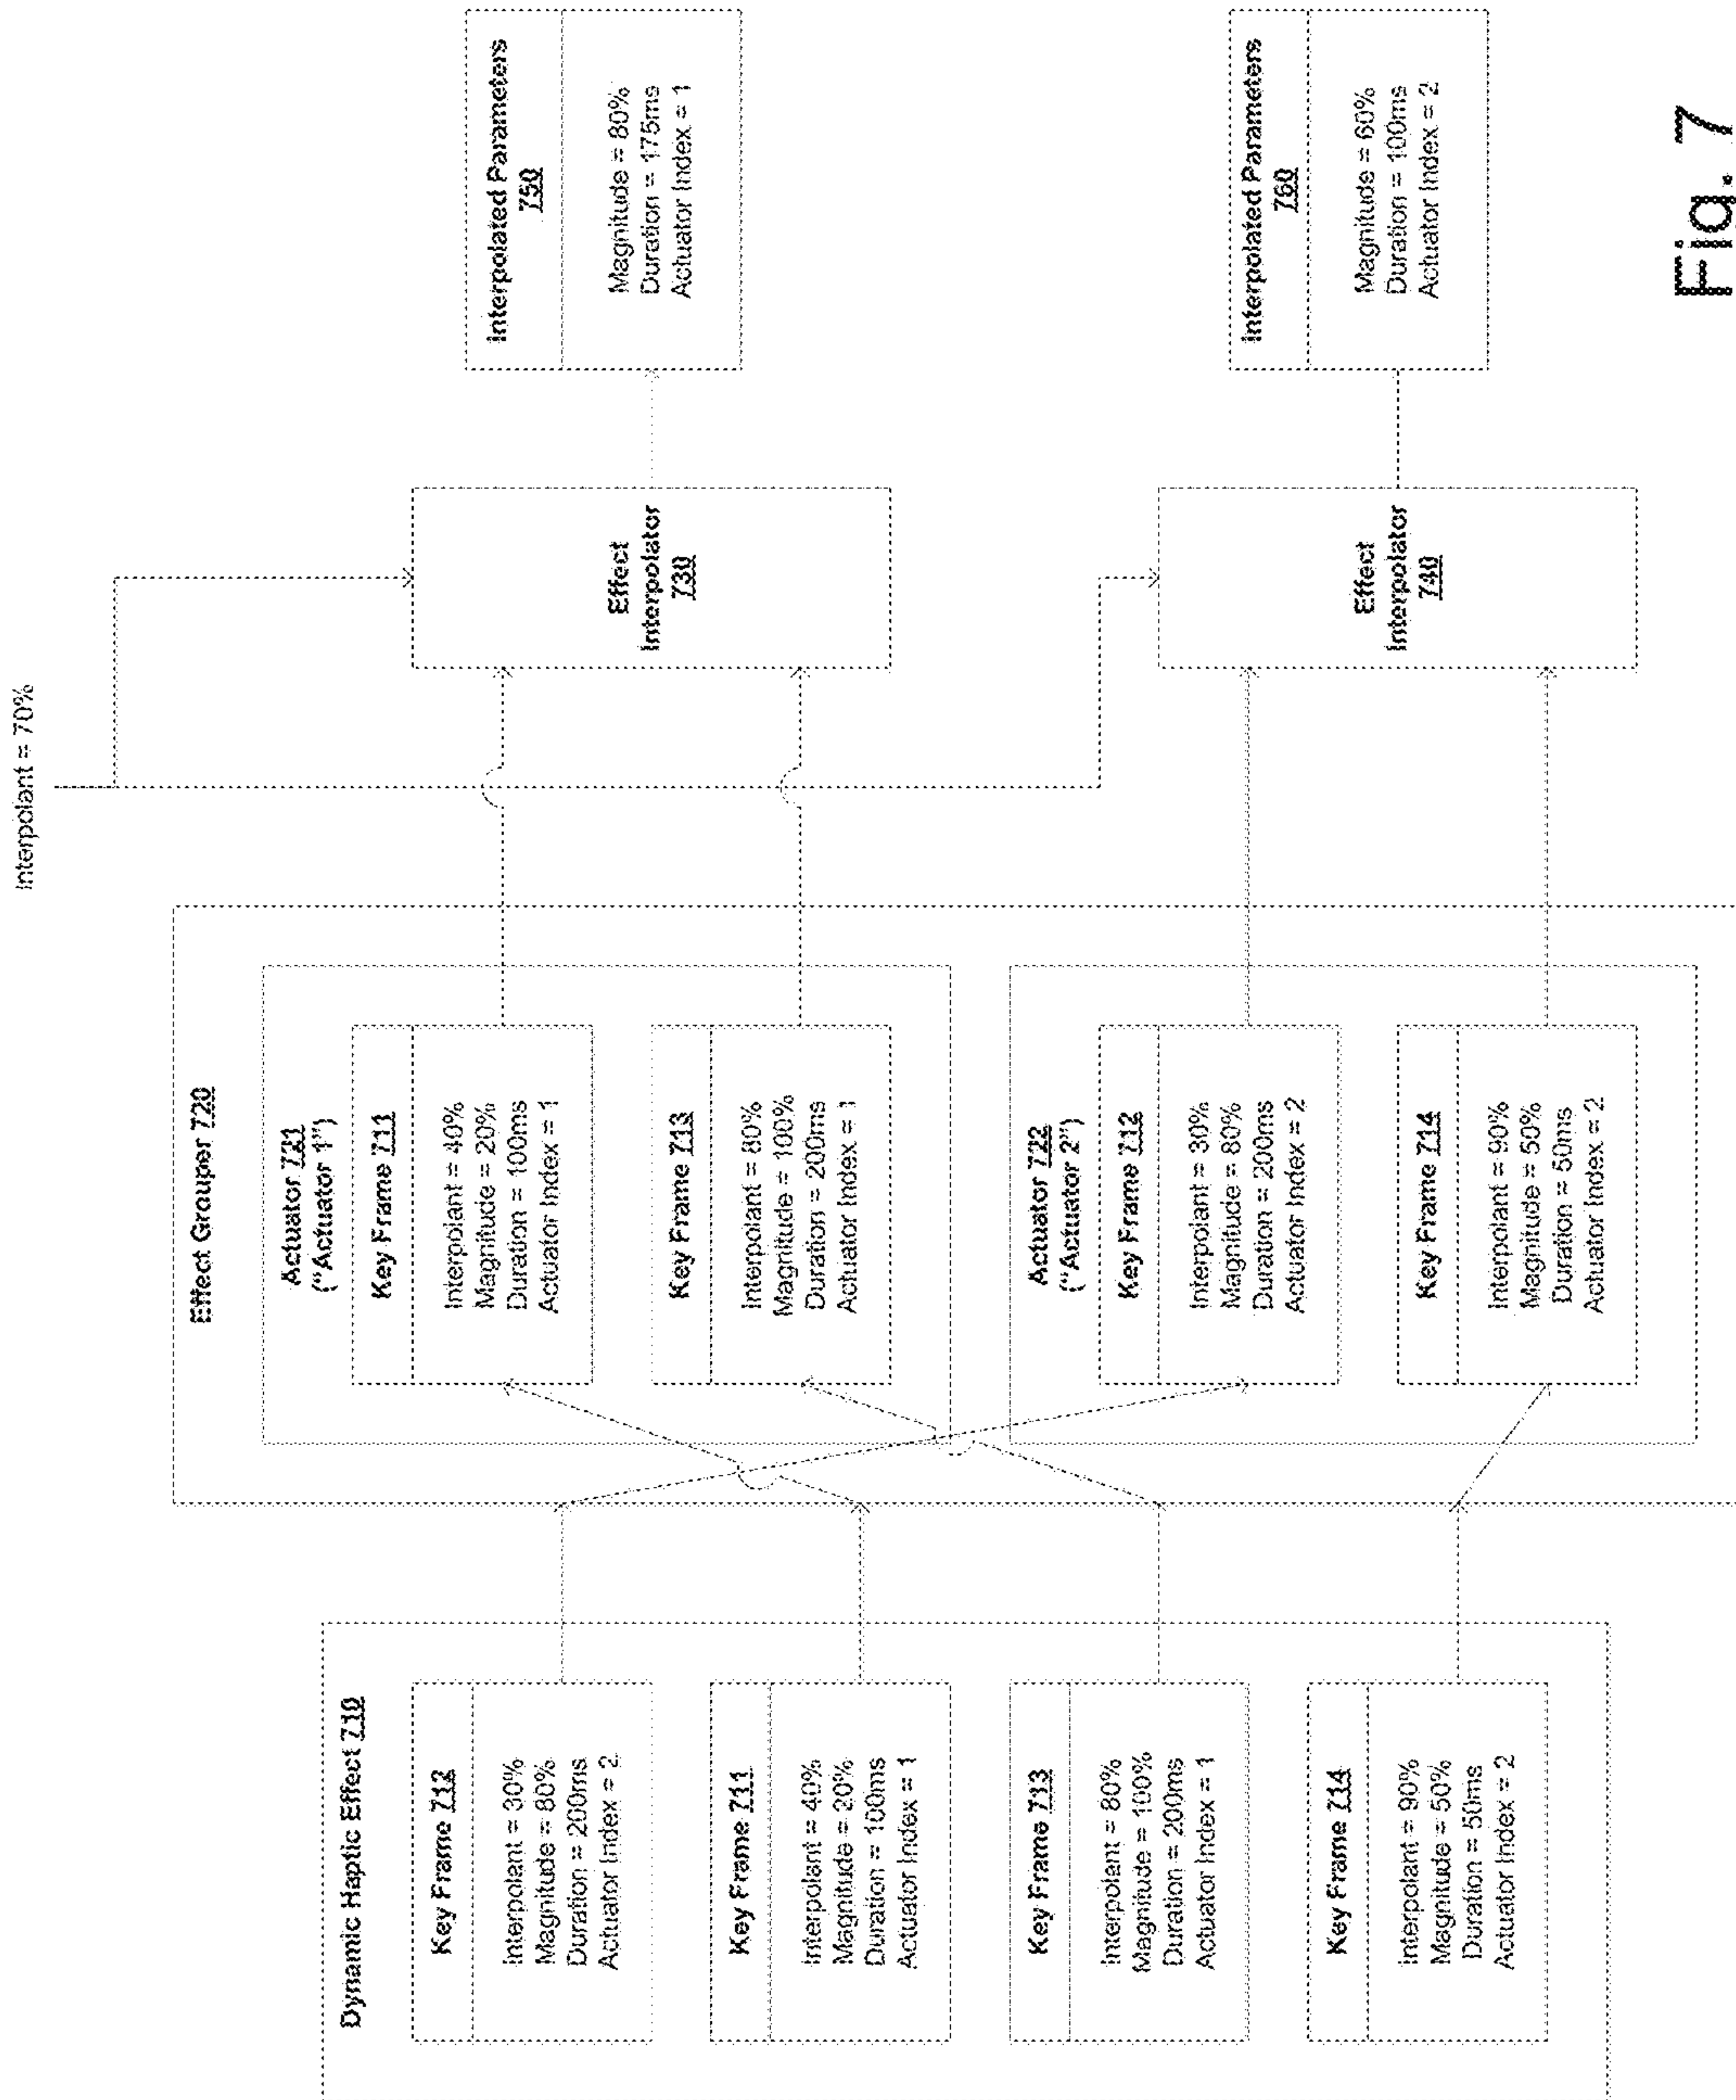 Interpolant = 70%
Dynamic Haptic Effect 710
Key Frame 712
Interpolant = 30%
Magnitude = 80%
Duration = 200ms
Actuator Index = 2
Key Frame 711
Interpolant = 40%
Magnitude = 20%
Duration = 100ms
Actuator Index = 1
Key Frame 713
Interpolant = 80%
Magnitude = 100%
Duration = 200ms
Actuator Index = 1
Key Frame 714
Interpolant = 90%
Magnitude = 50%
Duration = 50ms
Actuator Index = 2
Effect Grouper 720
Actuator 721
("Actuator 1")
Key Frame 711
Interpolant = 40%
Magnitude = 20%
Duration = 100ms
Actuator Index = 1
Key Frame 713
Interpolant = 80%
Magnitude = 100%
Duration = 200ms
Actuator Index = 1
Actuator 722
("Actuator 2")
Key Frame 712
Interpolant = 30%
Magnitude = 80%
Duration = 200ms
Actuator Index = 2
Key Frame 714
Interpolant = 90%
Magnitude = 50%
Duration = 50ms
Actuator Index = 2
Effect
Interpolator
730
Effect
Interpolator
740
Interpolated Parameters
750
Magnitude = 80%
Duration = 175ms
Actuator Index = 1
Interpolated Parameters
760
Magnitude = 60%
Duration = 100ms
Actuator Index = 2
Fig. 7